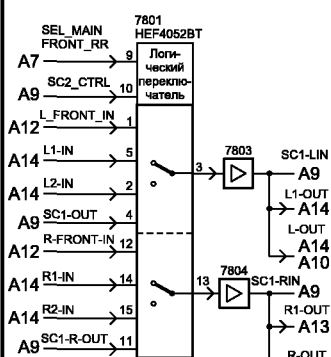 7801
HEF4052BT
SEL_MAIN
FRONT_RR
A7
9
Логи-
ческий
переклю-
чатель
SC2_CTRL
A9
10
L_FRONT_IN
A12
1
L1-IN
A14
5
L2-IN
A14
2
SC1-OUT
A9
4
R-FRONT-IN
A12
12
R1-IN
A14
14
R2-IN
A14
15
SC1-R-OUT
A9
11
3
7803
SC1-LIN
A9
L1-OUT
A14
L-OUT
A14
A10
13
7804
SC1-RIN
A9
R1-OUT
A13
R-OUT